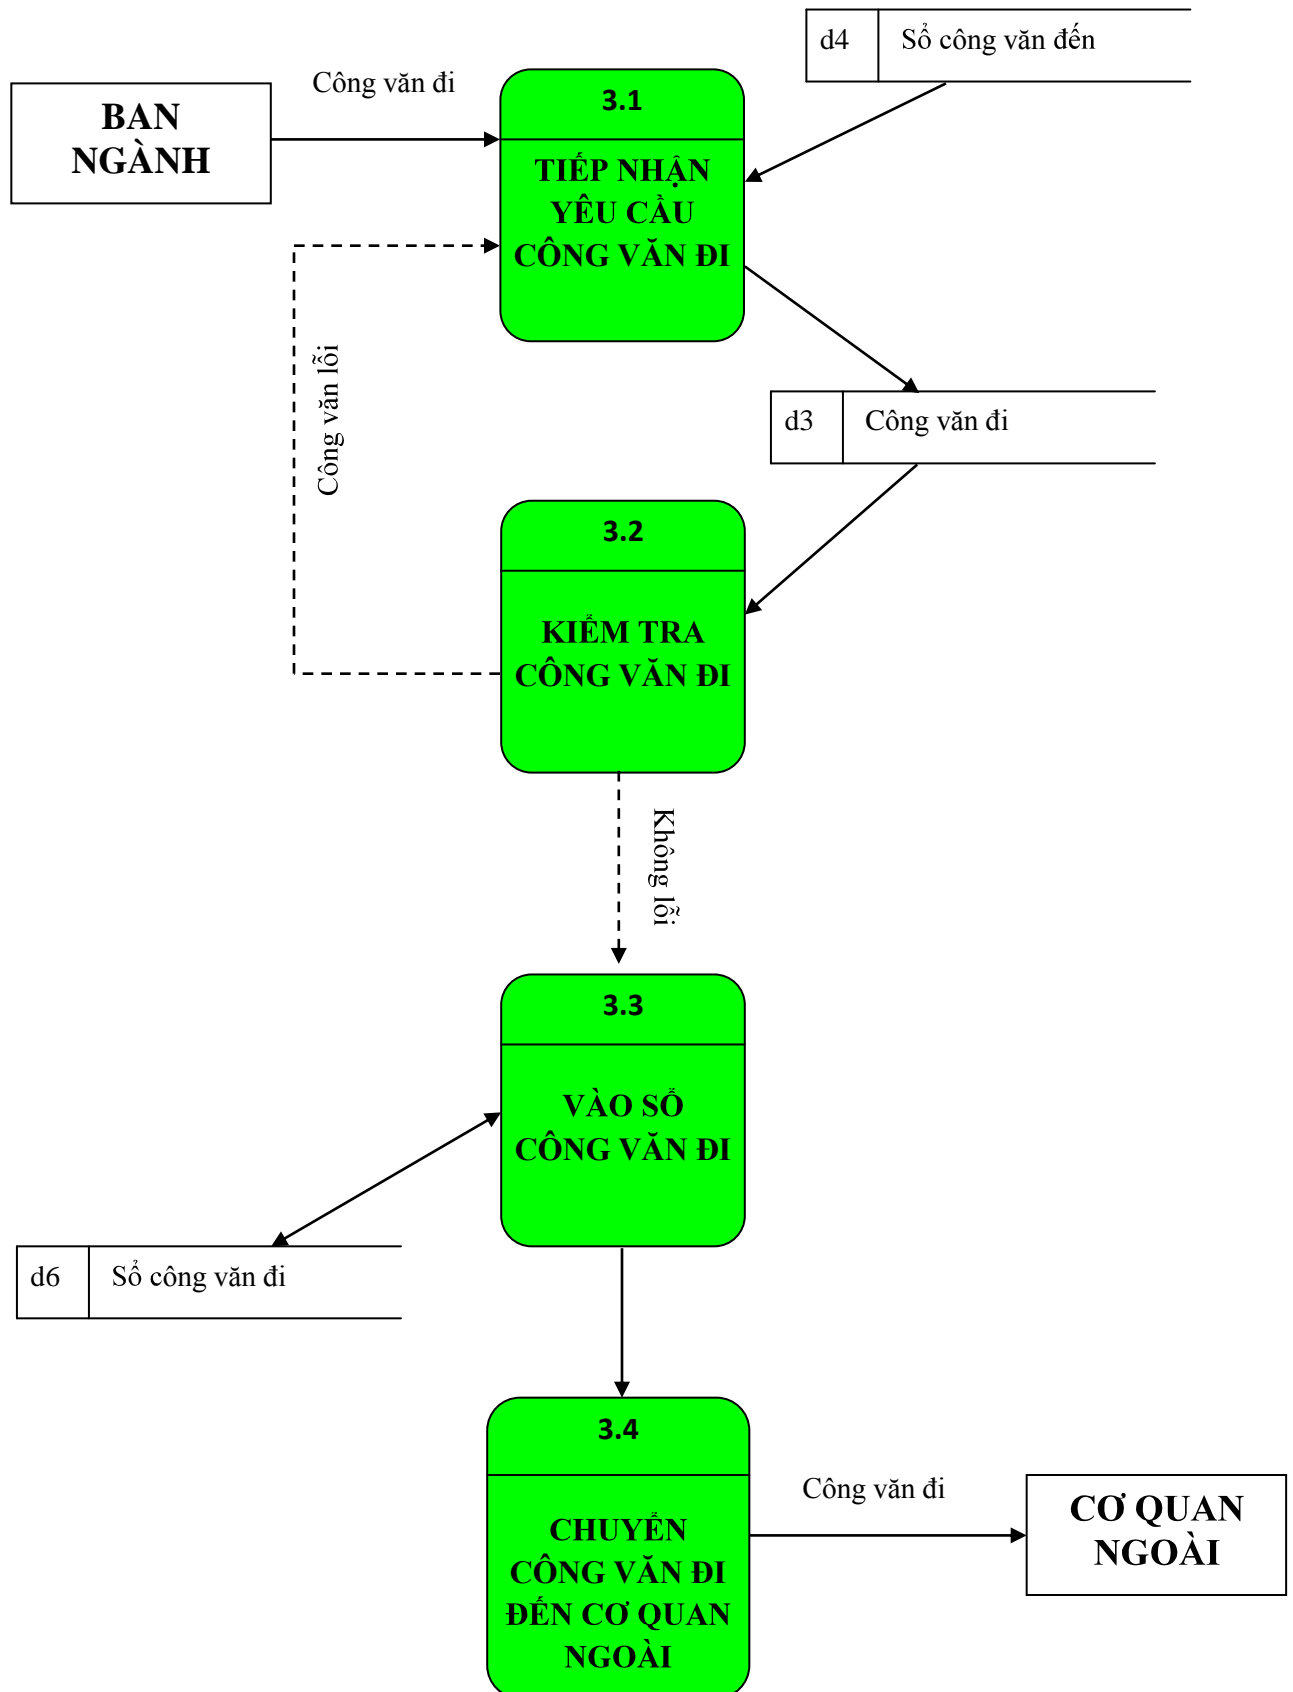 d4 Sổ công văn đến
Công văn đi
BAN
NGÀNH
3.1
TIẾP NHẬN
YÊU CẦU
CÔNG VĂN ĐI
Công văn lỗi
d3 Công văn đi
3.2
KIỂM TRA
CÔNG VĂN ĐI
Không lỗi
3.3
VÀO SỔ
CÔNG VĂN ĐI
d6 Sổ công văn đi
3.4
CHUYỂN
CÔNG VĂN ĐI
ĐẾN CƠ QUAN
NGOÀI
Công văn đi
CƠ QUAN
NGOÀI